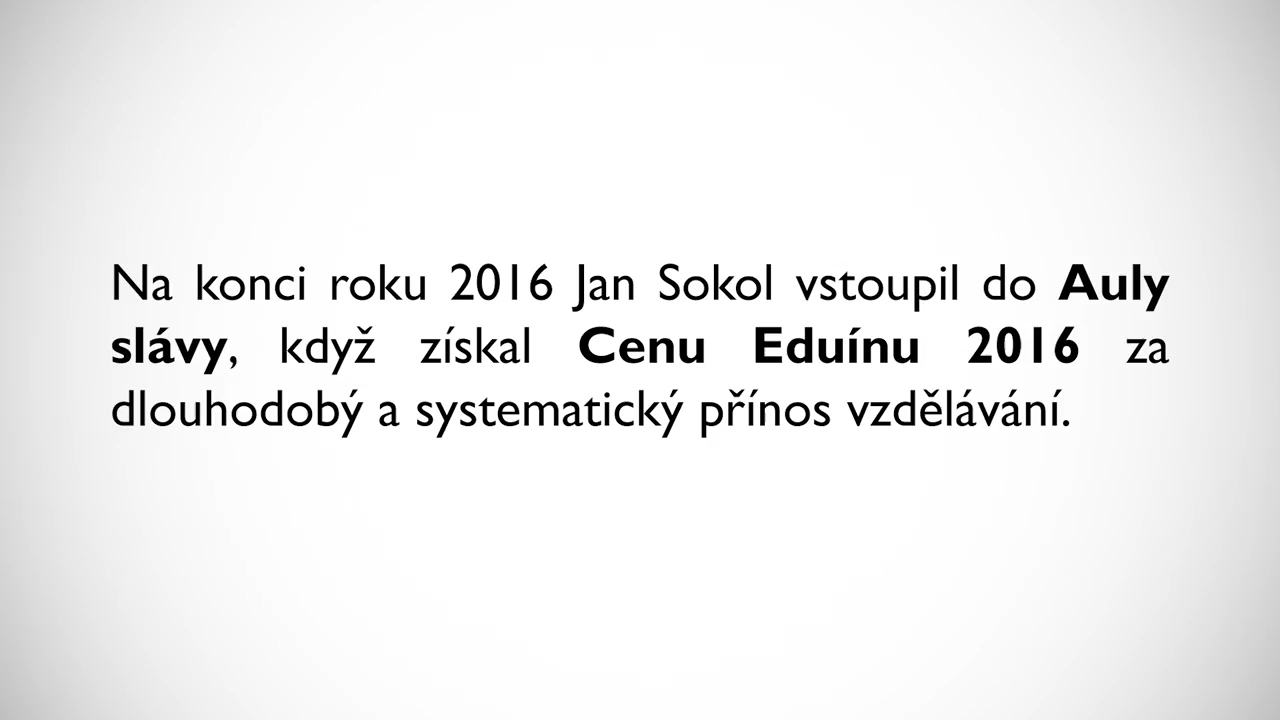 Na konci roku 2016 Jan Sokol vstoupil do Auly
slávy, když získal Cenu Eduínu 2016 za
dlouhodobý a systematický přínos vzdělávání.